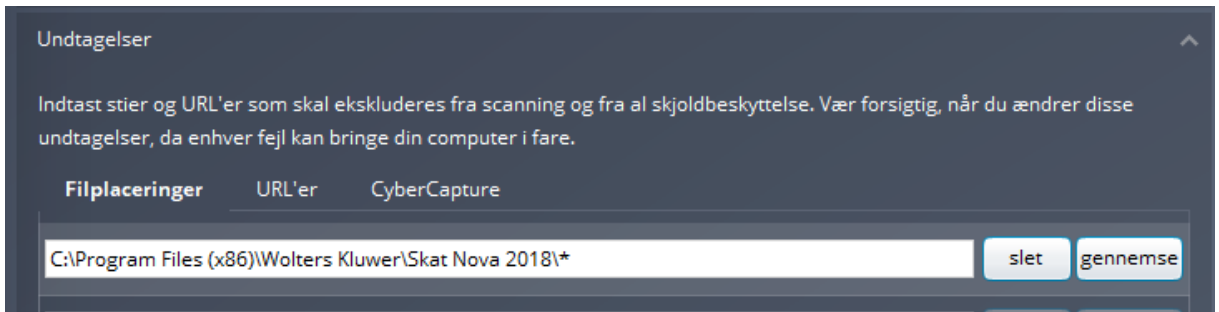 Undtagelser
Indtast stier og URL'er som skal ekskluderes fra scanning og fra al skjoldbeskyttelse. Vær forsigtig, når du ændrer disse
undtagelser, da enhver fejl kan bringe din computer i fare.
Filplaceringer URL'er CyberCapture
C:\Program Files (x86)\Wolters Kluwer\Skat Nova 2018\* slet gennemse